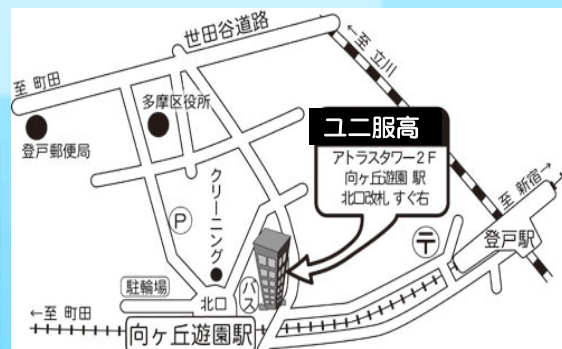 世田谷道路
至 町田
←至 立川
多摩区役所
登戸郵便局
ユニ服高
アトラスタワー2F
向ヶ丘遊園 駅
北口改札 すぐ右
クリーニング
P
至 新宿→
〒
登戸駅
駐輪場
北口
バス
←至 町田
向ヶ丘遊園駅